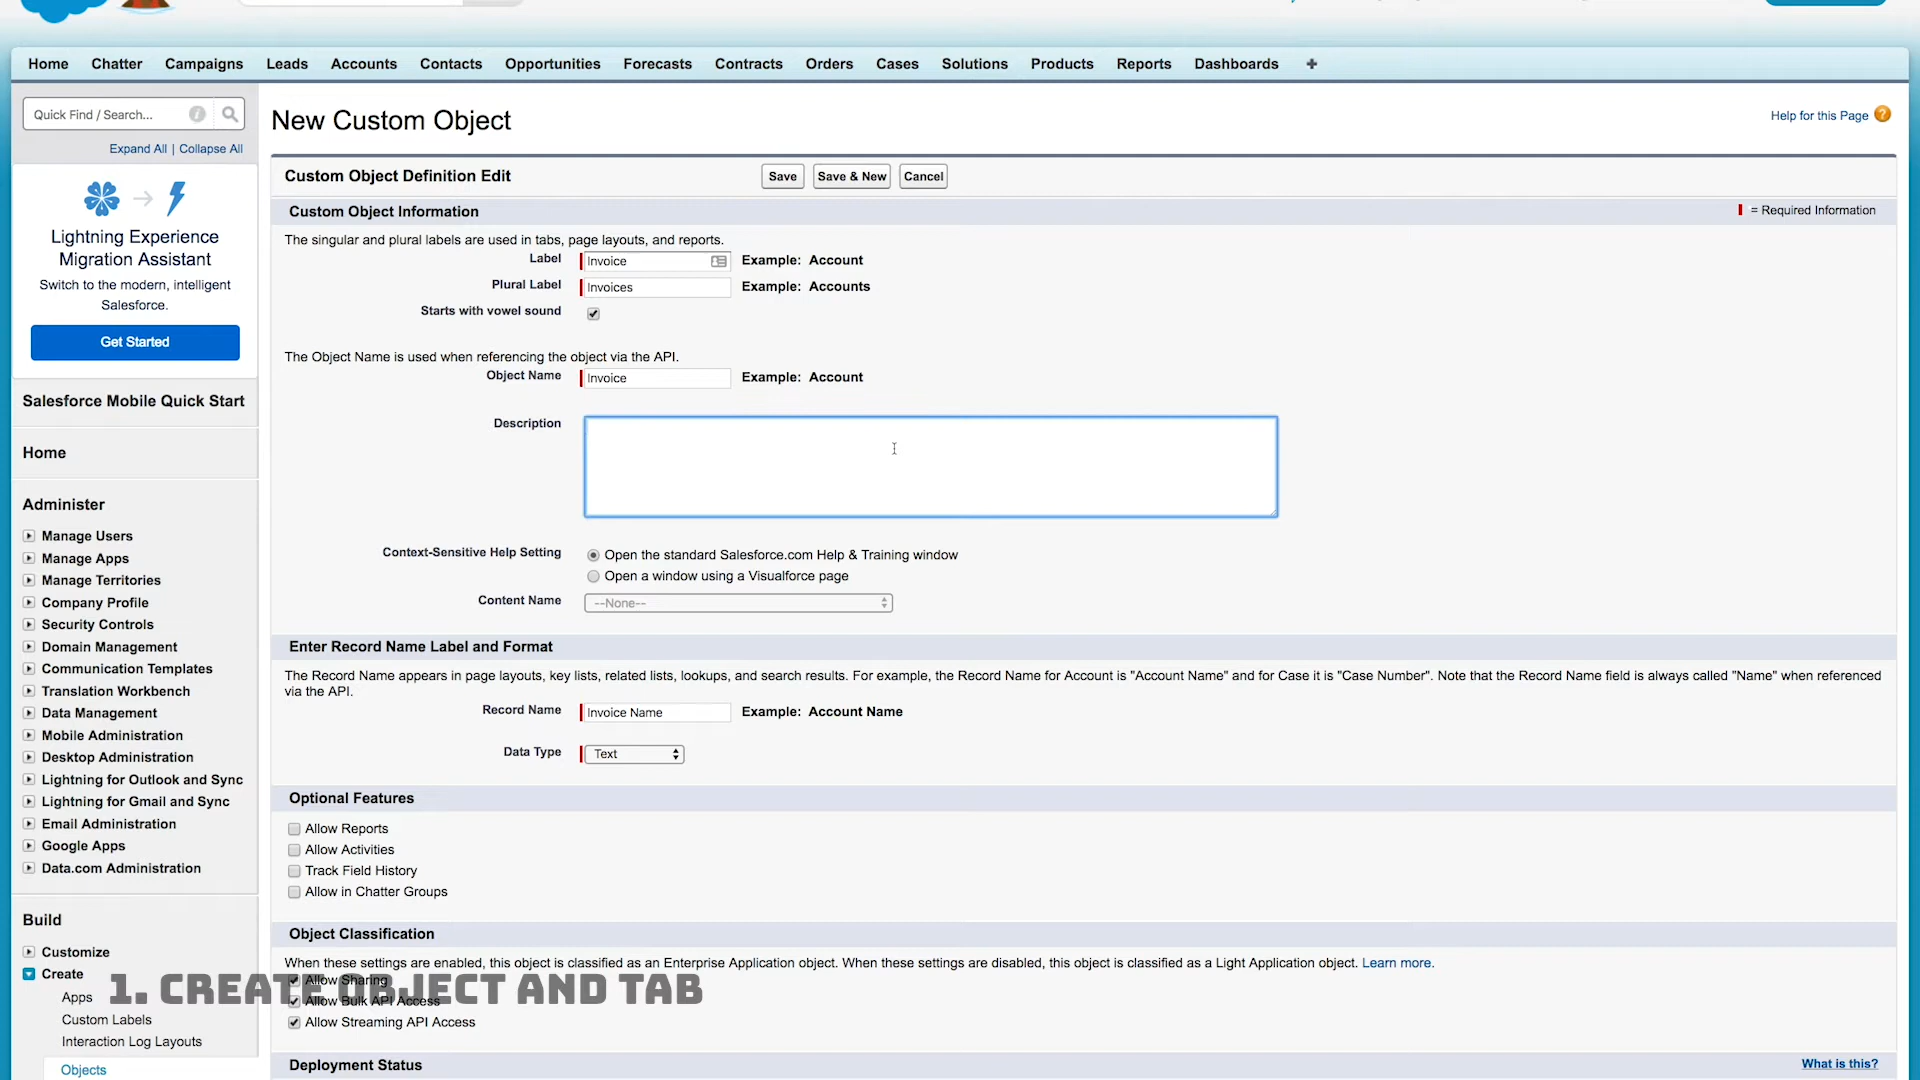 Home Chatter Campaigns Leads Accounts Contacts Opportunities Forecasts Contracts Orders Cases Solutions Products Reports Dashboards +
Quick Find / Search... i
Expand All | Collapse All
Lightning Experience
Migration Assistant
Switch to the modern, intelligent
Salesforce.
Get Started
Salesforce Mobile Quick Start
Home
Administer
Manage Users
Manage Apps
Manage Territories
Company Profile
Security Controls
Domain Management
Communication Templates
Translation Workbench
Data Management
Mobile Administration
Desktop Administration
Lightning for Outlook and Sync
Lightning for Gmail and Sync
Email Administration
Google Apps
Data.com Administration
Build
Customize
Create
Apps
Custom Labels
Interaction Log Layouts
Objects
New Custom Object
Help for this Page ?
Custom Object Definition Edit Save Save & New Cancel
Custom Object Information
= Required Information
The singular and plural labels are used in tabs, page layouts, and reports.
Label Invoice Example: Account
Plural Label Invoices Example: Accounts
Starts with vowel sound
The Object Name is used when referencing the object via the API.
Object Name Invoice Example: Account
Description
Context-Sensitive Help Setting Open the standard Salesforce.com Help & Training window
Open a window using a Visualforce page
Content Name --None--
Enter Record Name Label and Format
The Record Name appears in page layouts, key lists, related lists, lookups, and search results. For example, the Record Name for Account is "Account Name" and for Case it is "Case Number". Note that the Record Name field is always called "Name" when referenced
via the API.
Record Name Invoice Name Example: Account Name
Data Type Text
Optional Features
Allow Reports
Allow Activities
Track Field History
Allow in Chatter Groups
Object Classification
When these settings are enabled, this object is classified as an Enterprise Application object. When these settings are disabled, this object is classified as a Light Application object. Learn more.
Allow Sharing
Allow Bulk API Access
Allow Streaming API Access
Deployment Status
What is this?
1. CREATE OBJECT AND TAB